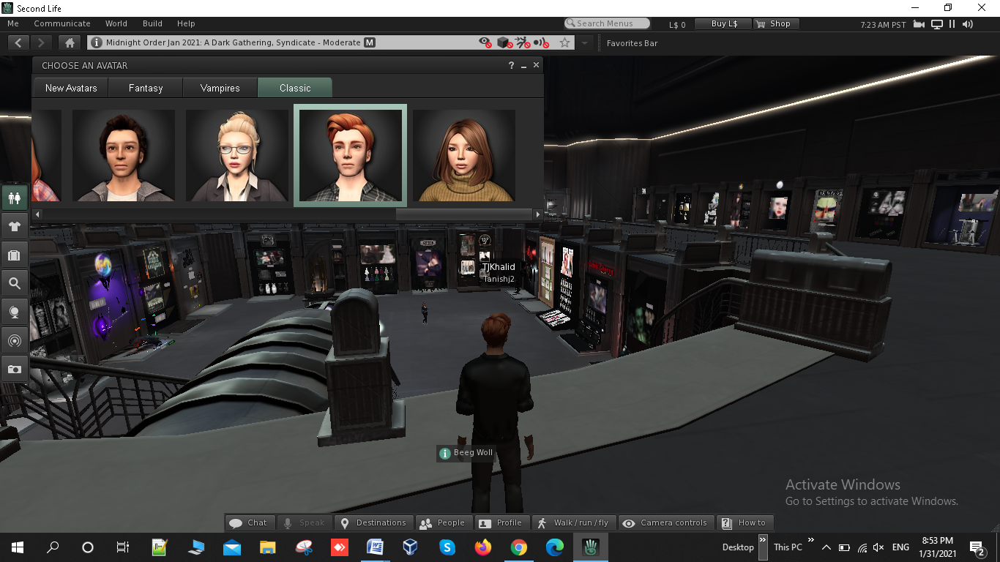 Second Life
Me Communicate World Build Help
Search Menus
L$ 0
Buy L$
Shop
7:23 AM PST
Midnight Order Jan 2021: A Dark Gathering, Syndicate - Moderate M
Favorites Bar
CHOOSE AN AVATAR
?
New Avatars Fantasy Vampires Classic
TJKhalid
Tanishj2
Beeg Woll
Activate Windows
Go to Settings to activate Windows.
Chat Speak Destinations People Profile Walk / run / fly Camera controls How to
Desktop
This PC
ENG
8:53 PM
1/31/2021
2